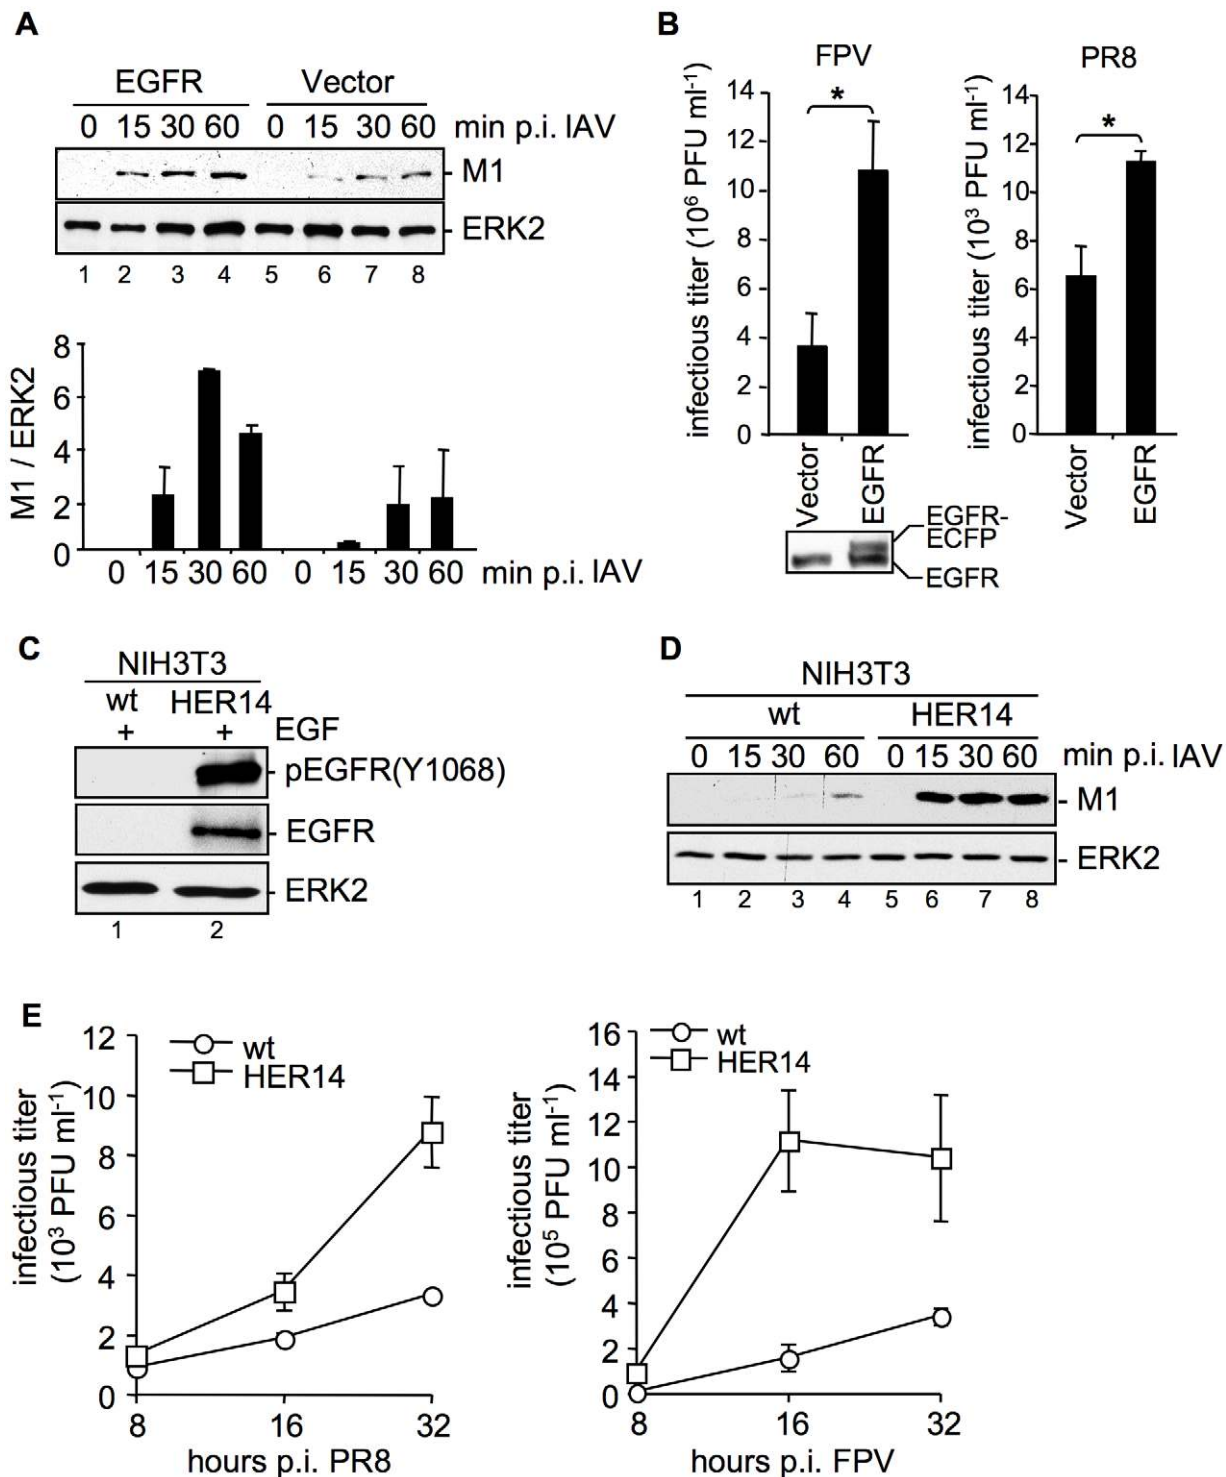 A
EGFR Vector
0 15 30 60 0 15 30 60 min p.i. IAV
M1
ERK2
1 2 3 4 5 6 7 8
M1 / ERK2
8
6
4
2
0
0 15 30 60 0 15 30 60 min p.i. IAV
B
FPV
infectious titer (10⁶ PFU ml⁻¹)
14
12
10
8
6
4
2
0
*
Vector
EGFR
EGFR-
ECFP
EGFR
PR8
infectious titer (10³ PFU ml⁻¹)
14
12
10
8
6
4
2
0
*
Vector
EGFR
C
NIH3T3
wt HER14
+ + EGF
pEGFR(Y1068)
EGFR
ERK2
1 2
D
NIH3T3
wt HER14
0 15 30 60 0 15 30 60 min p.i. IAV
M1
ERK2
1 2 3 4 5 6 7 8
E
infectious titer
(10³ PFU ml⁻¹)
12
10
8
6
4
2
0
wt
HER14
8 16 32
hours p.i. PR8
infectious titer
(10⁵ PFU ml⁻¹)
16
14
12
10
8
6
4
2
0
wt
HER14
8 16 32
hours p.i. FPV